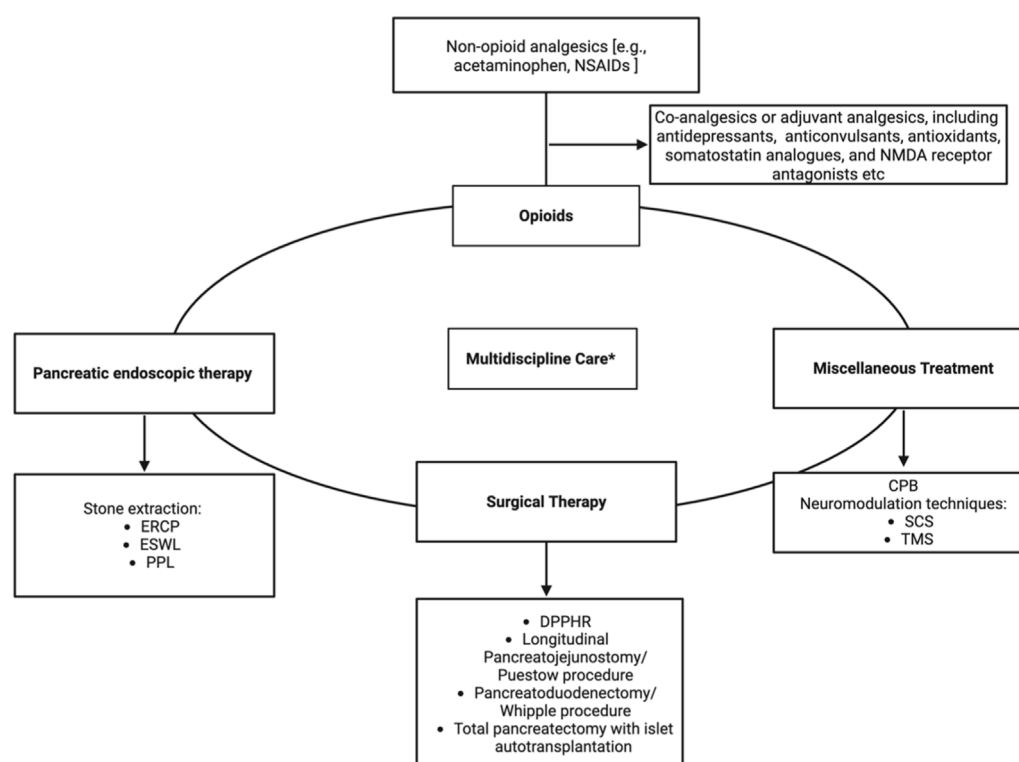 Non-opioid analgesics [e.g.,
acetaminophen, NSAIDs ]
Co-analgesics or adjuvant analgesics, including
antidepressants, anticonvulsants, antioxidants,
somatostatin analogues, and NMDA receptor
antagonists etc
Opioids
Pancreatic endoscopic therapy
Multidiscipline Care*
Miscellaneous Treatment
Stone extraction:
• ERCP
• ESWL
• PPL
Surgical Therapy
CPB
Neuromodulation techniques:
• SCS
• TMS
• DPPHR
• Longitudinal
Pancreatojejunostomy/
Puestow procedure
• Pancreatoduodenectomy/
Whipple procedure
• Total pancreatectomy with islet
autotransplantation